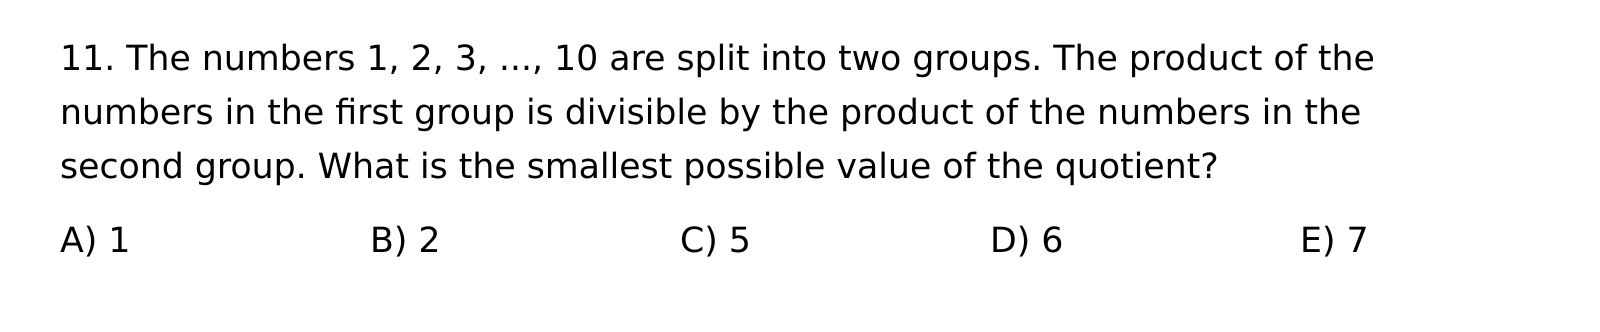 11. The numbers 1, 2, 3, ..., 10 are split into two groups. The product of the
numbers in the first group is divisible by the product of the numbers in the
second group. What is the smallest possible value of the quotient?
A) 1 B) 2 C) 5 D) 6 E) 7